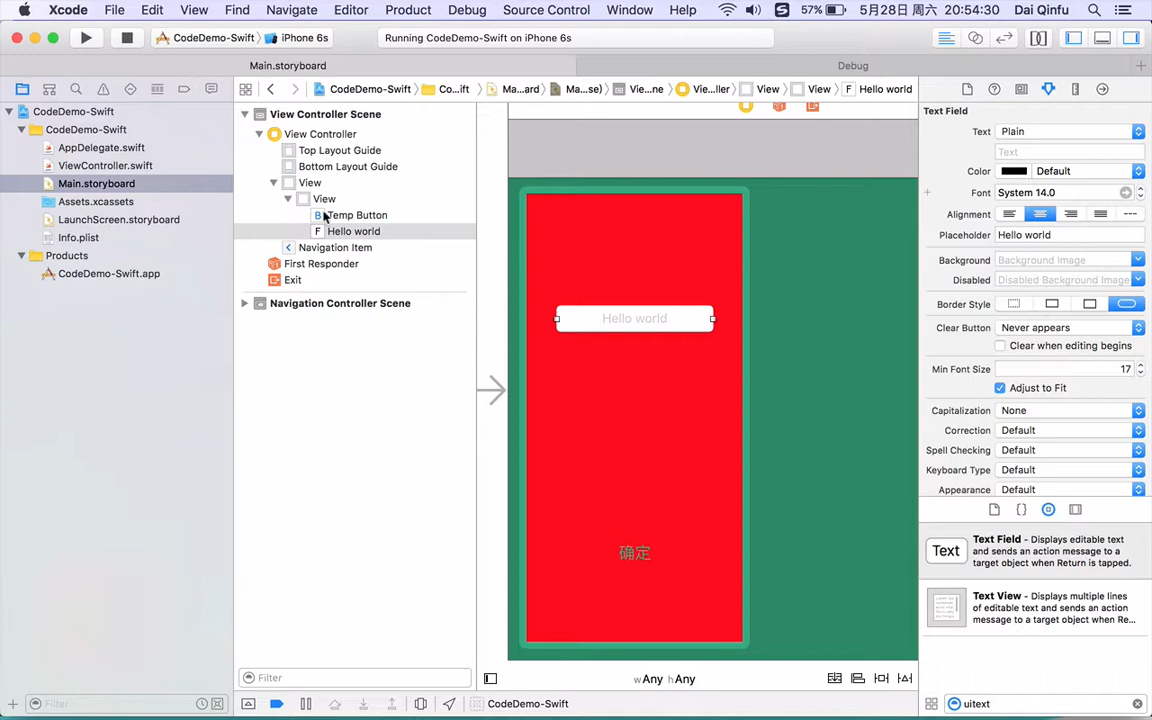 Xcode File Edit View Find Navigate Editor Product Debug Source Control Window Help 57% 5月28日 周六 20:54:30 Dai Qinfu
CodeDemo-Swift iPhone 6s Running CodeDemo-Swift on iPhone 6s
Main.storyboard Debug
CodeDemo-Swift Co...ift Ma...ard Ma...se) Vie...ne Vie...ller View View F Hello world
CodeDemo-Swift
CodeDemo-Swift
AppDelegate.swift
ViewController.swift
Main.storyboard
Assets.xcassets
LaunchScreen.storyboard
Info.plist
Products
CodeDemo-Swift.app
Filter
View Controller Scene
View Controller
Top Layout Guide
Bottom Layout Guide
View
View
B Temp Button
F Hello world
Navigation Item
First Responder
Exit
Navigation Controller Scene
Filter
Hello world
确定
wAny hAny
CodeDemo-Swift
Text Field
Text Plain
Text
Color Default
Font System 14.0
Alignment
Placeholder Hello world
Background Background Image
Disabled Disabled Background Image
Border Style
Clear Button Never appears
Clear when editing begins
Min Font Size 17
Adjust to Fit
Capitalization None
Correction Default
Spell Checking Default
Keyboard Type Default
Appearance Default
Text
Text Field - Displays editable text
and sends an action message to a
target object when Return is tapped.
Text View - Displays multiple lines
of editable text and sends an action
message to a target object when Re...
uitext